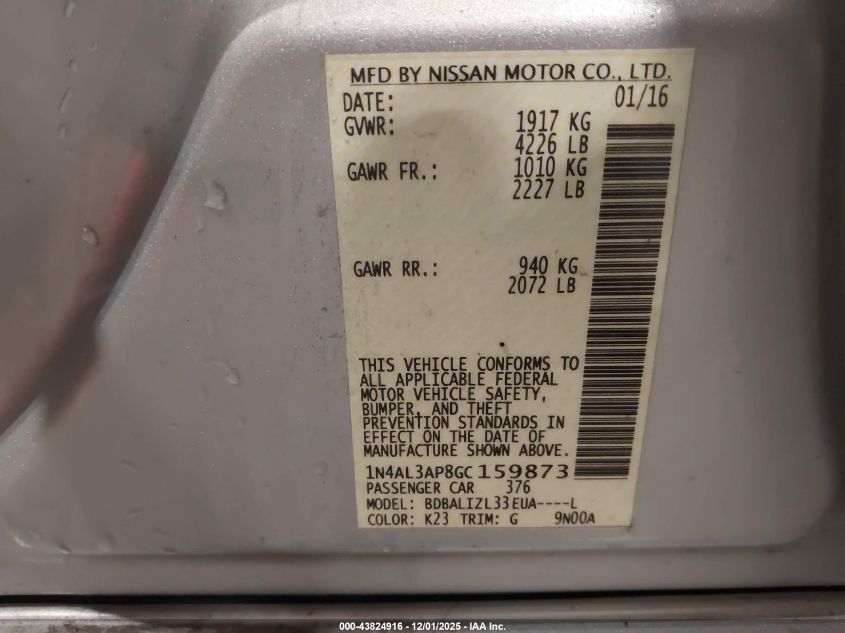 MFD BY NISSAN MOTOR CO., LTD.
DATE: 01/16
GVWR: 1917 KG
4226 LB
GAWR FR.: 1010 KG
2227 LB
GAWR RR.: 940 KG
2072 LB
THIS VEHICLE CONFORMS TO
ALL APPLICABLE FEDERAL
MOTOR VEHICLE SAFETY,
BUMPER, AND THEFT
PREVENTION STANDARDS IN
EFFECT ON THE DATE OF
MANUFACTURE SHOWN ABOVE.
1N4AL3AP8GC159873
PASSENGER CAR 376
MODEL: BDBALIZL33EUA----L
COLOR: K23 TRIM: G 9N00A
000-43824916 - 12/01/2025 - IAA Inc.